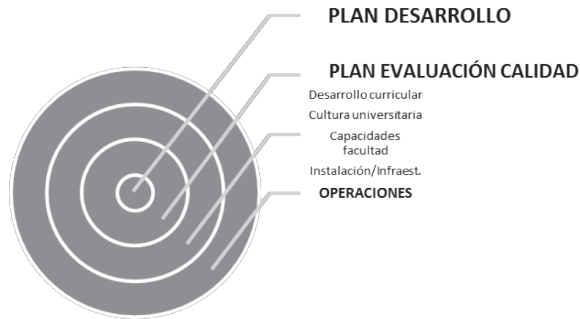 PLAN DESARROLLO
PLAN EVALUACIÓN CALIDAD
Desarrollo curricular
Cultura universitaria
Capacidades
facultad
Instalación/Infraest.
OPERACIONES